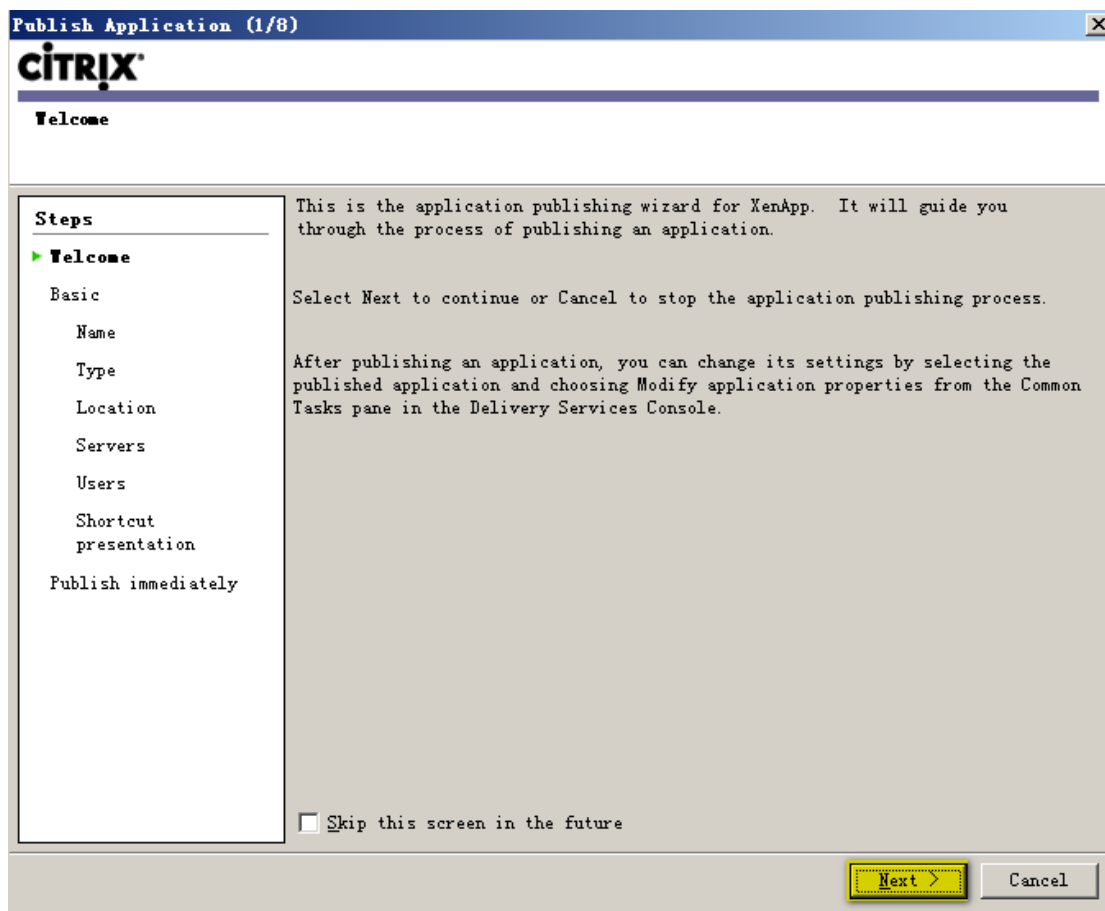 Publish Application (1/8)
CITRIX
Welcome
Steps
Welcome
Basic
Name
Type
Location
Servers
Users
Shortcut
presentation
Publish immediately
This is the application publishing wizard for XenApp.  It will guide you
through the process of publishing an application.
Select Next to continue or Cancel to stop the application publishing process.
After publishing an application, you can change its settings by selecting the
published application and choosing Modify application properties from the Common
Tasks pane in the Delivery Services Console.
Skip this screen in the future
Next >
Cancel